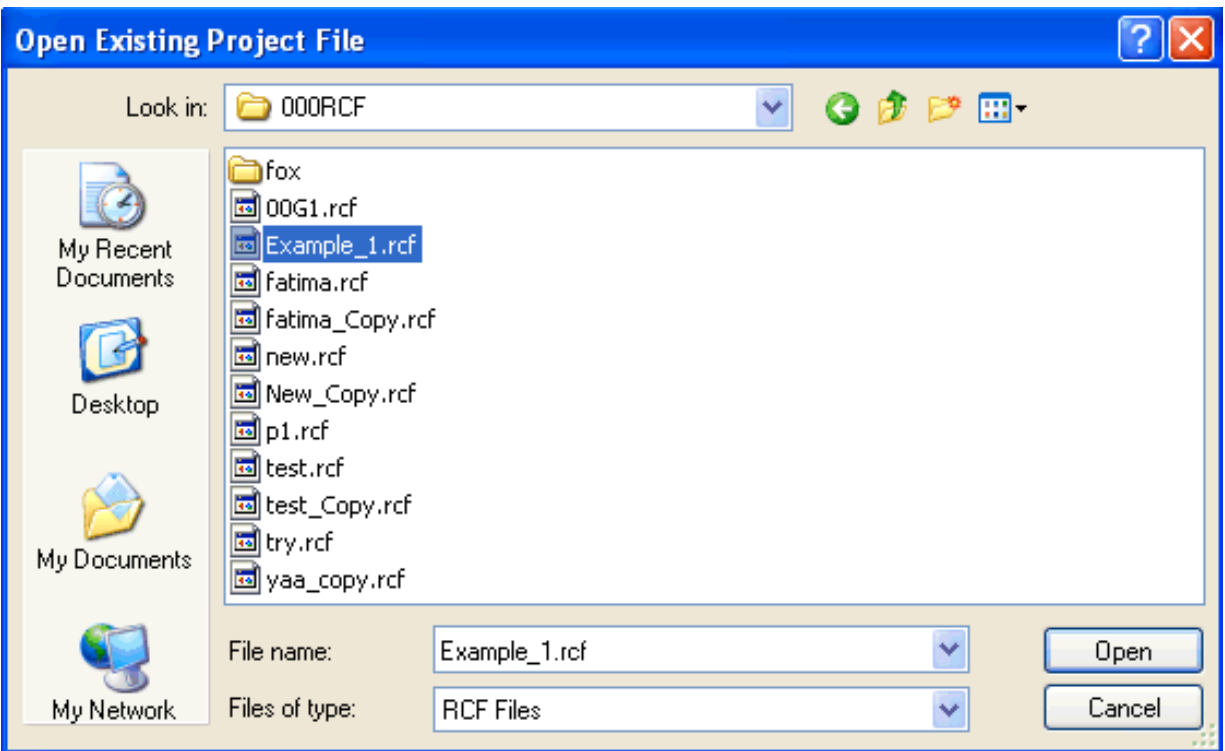 Open Existing Project File
Look in: 000RCF
fox
00G1.rcf
Example_1.rcf
fatima.rcf
fatima_Copy.rcf
new.rcf
New_Copy.rcf
p1.rcf
test.rcf
test_Copy.rcf
try.rcf
yaa_copy.rcf
My Recent
Documents
Desktop
My Documents
My Network
File name: Example_1.rcf Open
Files of type: RCF Files Cancel